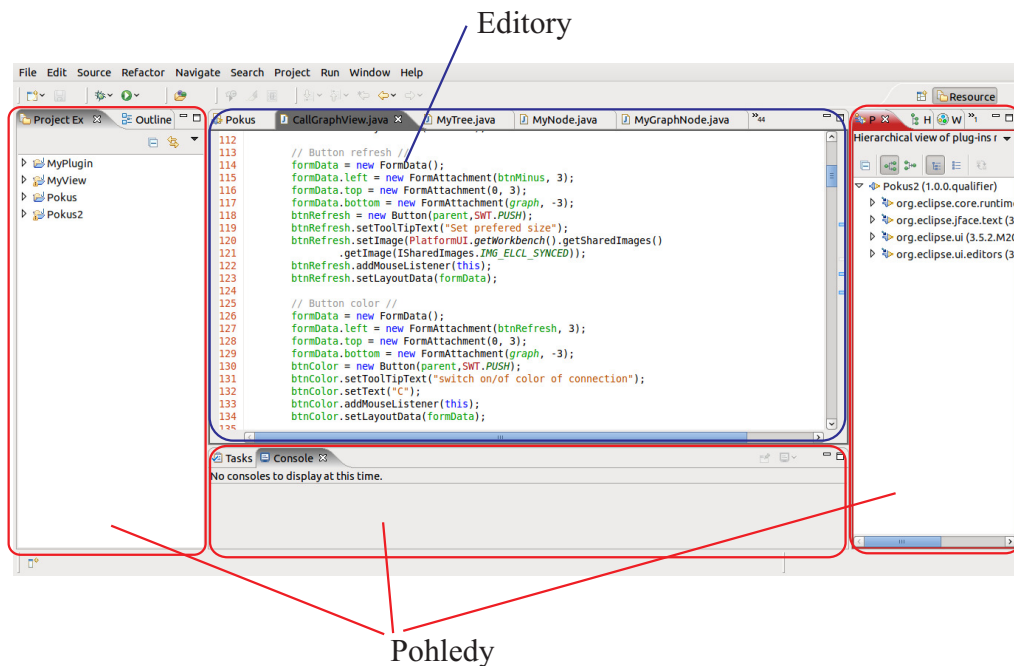 Editory
File Edit Source Refactor Navigate Search Project Run Window Help
Resource
Project Ex
Outline
Pokus
CallGraphView.java
MyTree.java
MyNode.java
MyGraphNode.java
»44
P
H
W
»1
Hierarchical view of plug-ins r
MyPlugin
MyView
Pokus
Pokus2
112
113 // Button refresh //
114 formData = new FormData();
115 formData.left = new FormAttachment(btnMinus, 3);
116 formData.top = new FormAttachment(0, 3);
117 formData.bottom = new FormAttachment(graph, -3);
118 btnRefresh = new Button(parent,SWT.PUSH);
119 btnRefresh.setToolTipText("Set prefered size");
120 btnRefresh.setImage(PlatformUI.getWorkbench().getSharedImages()
121 .getImage(ISharedImages.IMG_ELCL_SYNCED));
122 btnRefresh.addMouseListener(this);
123 btnRefresh.setLayoutData(formData);
124
125 // Button color //
126 formData = new FormData();
127 formData.left = new FormAttachment(btnRefresh, 3);
128 formData.top = new FormAttachment(0, 3);
129 formData.bottom = new FormAttachment(graph, -3);
130 btnColor = new Button(parent,SWT.PUSH);
131 btnColor.setToolTipText("switch on/of color of connection");
132 btnColor.setText("C");
133 btnColor.addMouseListener(this);
134 btnColor.setLayoutData(formData);
135
Pokus2 (1.0.0.qualifier)
org.eclipse.core.runtime
org.eclipse.jface.text (3
org.eclipse.ui (3.5.2.M20
org.eclipse.ui.editors (3
Tasks
Console
No consoles to display at this time.
Pohledy